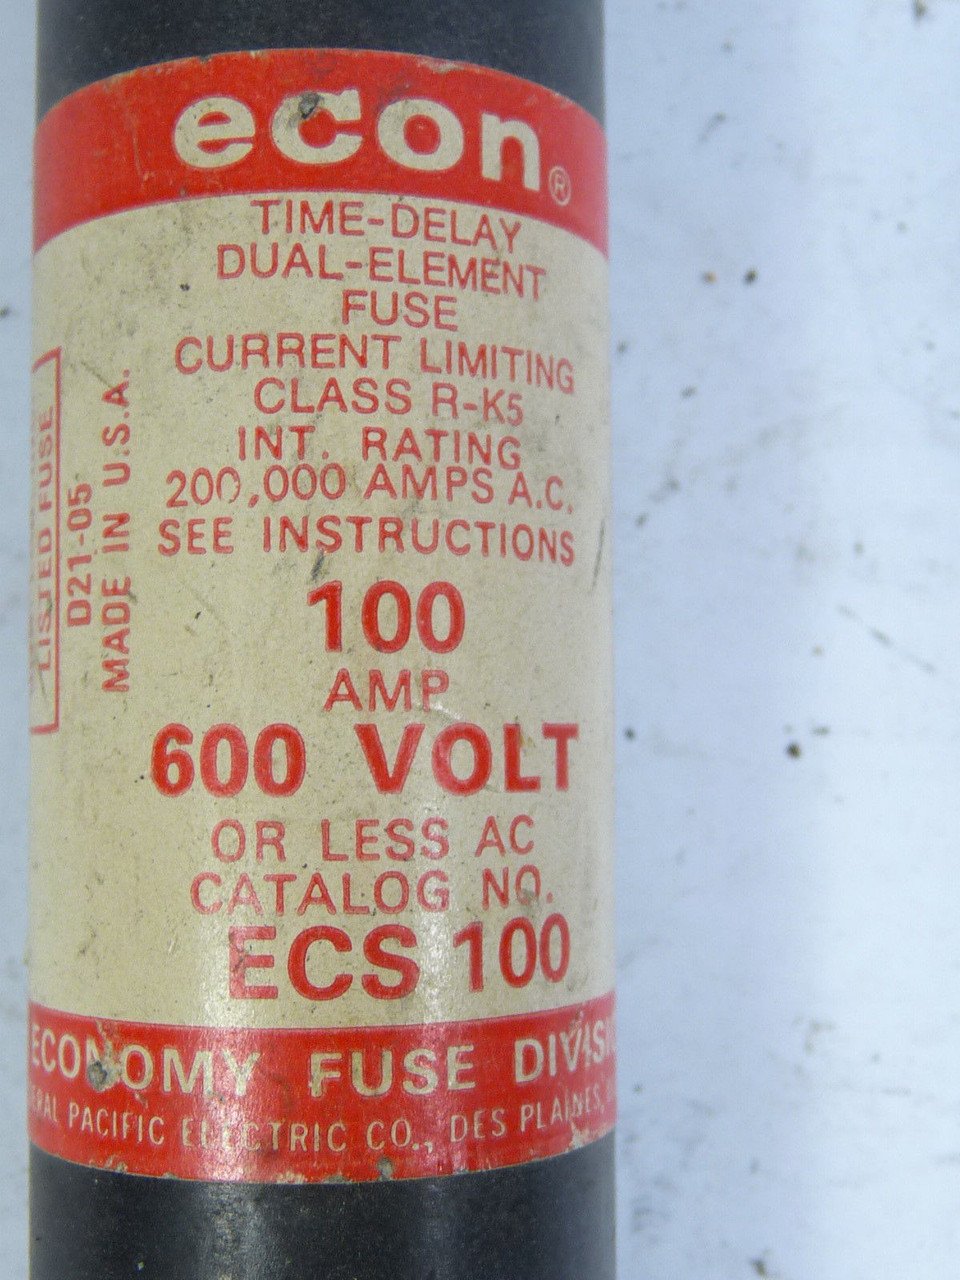 econ®
TIME-DELAY
DUAL-ELEMENT
FUSE
CURRENT LIMITING
CLASS R-K5
INT. RATING
200,000 AMPS A.C.
SEE INSTRUCTIONS
100
AMP
600 VOLT
OR LESS AC
CATALOG NO.
ECS 100
ECONOMY FUSE
PACIFIC ELECTRIC CO., DES PLAINES,
LISTED FUSE
D21-05
MADE IN U.S.A.